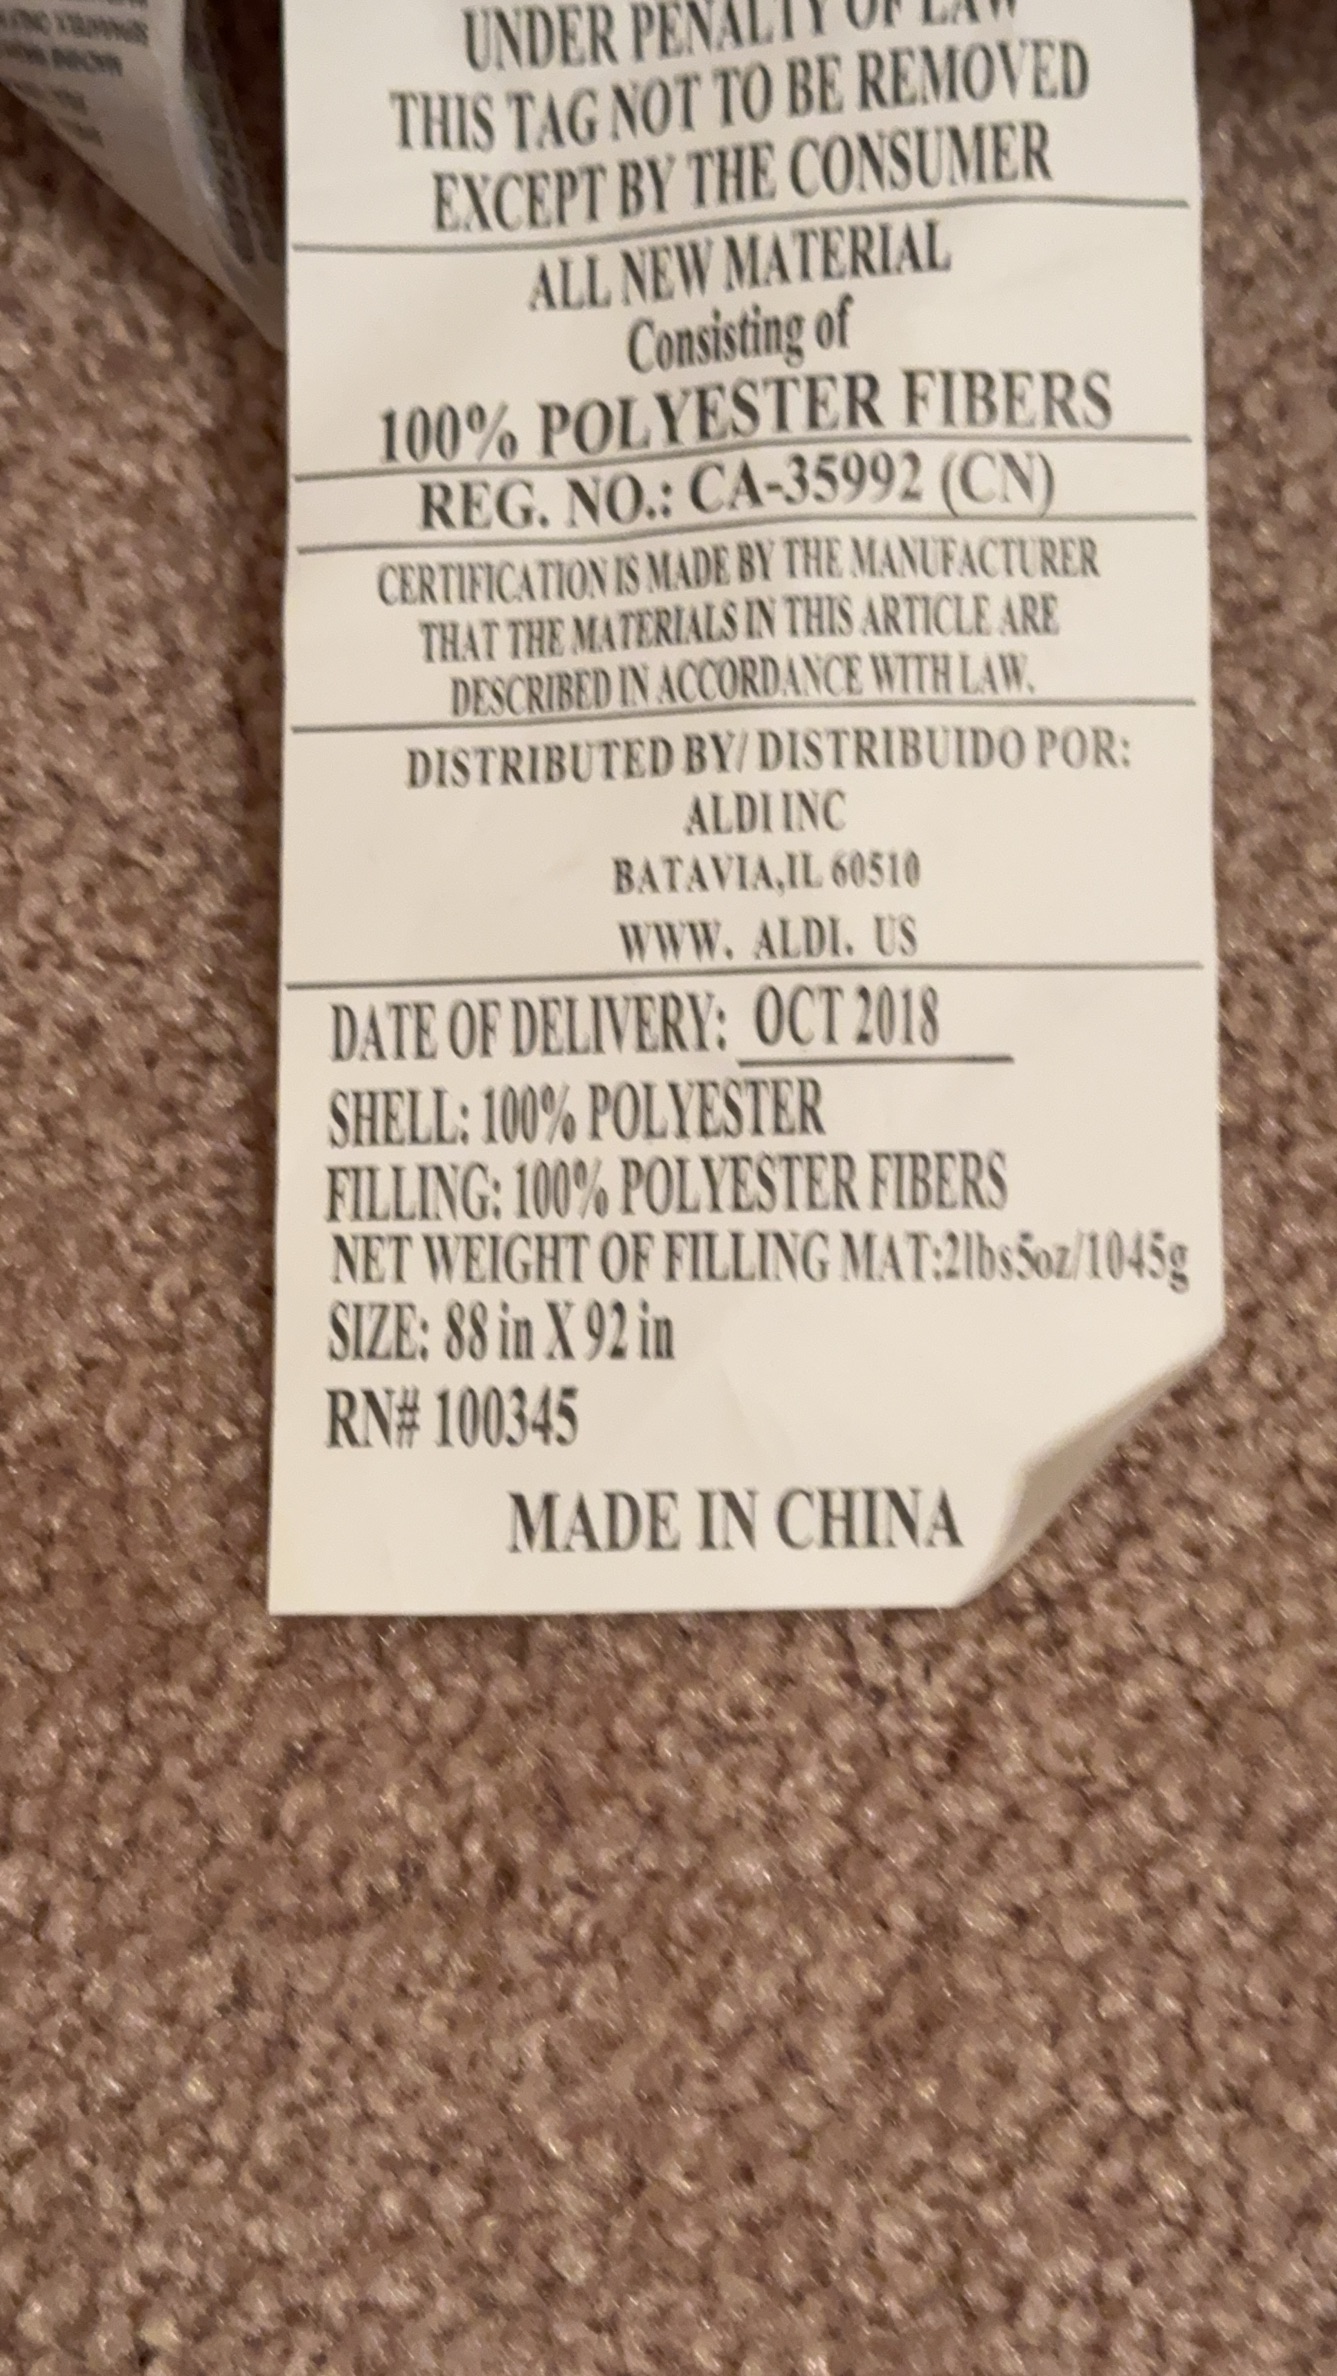 UNDER PENALTY OF LAW
THIS TAG NOT TO BE REMOVED
EXCEPT BY THE CONSUMER
ALL NEW MATERIAL
Consisting of
100% POLYESTER FIBERS
REG. NO.: CA-35992 (CN)
CERTIFICATION IS MADE BY THE MANUFACTURER
THAT THE MATERIALS IN THIS ARTICLE ARE
DESCRIBED IN ACCORDANCE WITH LAW.
DISTRIBUTED BY/ DISTRIBUIDO POR:
ALDI INC
BATAVIA,IL 60510
WWW. ALDI. US
DATE OF DELIVERY: OCT 2018
SHELL: 100% POLYESTER
FILLING: 100% POLYESTER FIBERS
NET WEIGHT OF FILLING MAT:2lbs5oz/1045g
SIZE: 88 in X 92 in
RN# 100345
MADE IN CHINA